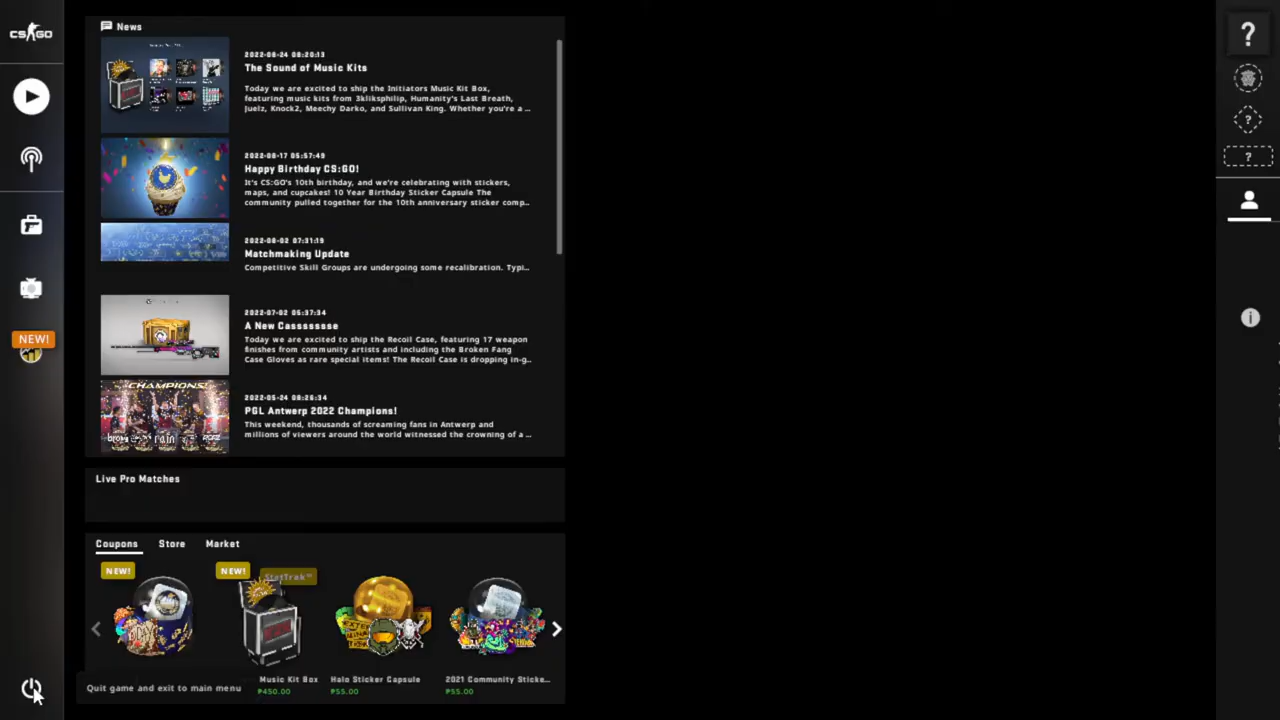 CS:GO
News
2022-08-24 08:20:13
The Sound of Music Kits
Today we are excited to ship the Initiators Music Kit Box,
featuring music kits from 3kliksphilip, Humanity's Last Breath,
Juelz, Knock2, Meechy Darko, and Sullivan King. Whether you're a ...
2022-08-17 05:57:49
Happy Birthday CS:GO!
It's CS:GO's 10th birthday, and we're celebrating with stickers,
maps, and cupcakes! 10 Year Birthday Sticker Capsule The
community pulled together for the 10th anniversary sticker comp...
2022-08-02 07:31:19
Matchmaking Update
Competitive Skill Groups are undergoing some recalibration. Typi...
2022-07-02 05:37:34
A New Casssssssse
Today we are excited to ship the Recoil Case, featuring 17 weapon
finishes from community artists and including the Broken Fang
Case Gloves as rare special items! The Recoil Case is dropping in-g...
CHAMPIONS!
2022-05-24 08:26:34
PGL Antwerp 2022 Champions!
This weekend, thousands of screaming fans in Antwerp and
millions of viewers around the world witnessed the crowning of a ...
NEW!
Live Pro Matches
Coupons Store Market
NEW! NEW! StatTrak™
Music Kit Box Halo Sticker Capsule 2021 Community Sticke...
₱450.00 ₱55.00 ₱55.00
Quit game and exit to main menu
?
?
?